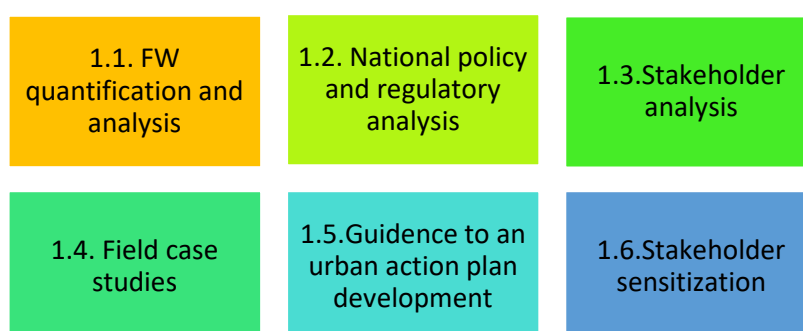 1.1. FW
quantification and
analysis
1.2. National policy
and regulatory
analysis
1.3.Stakeholder
analysis
1.4. Field case
studies
1.5.Guidence to an
urban action plan
development
1.6.Stakeholder
sensitization